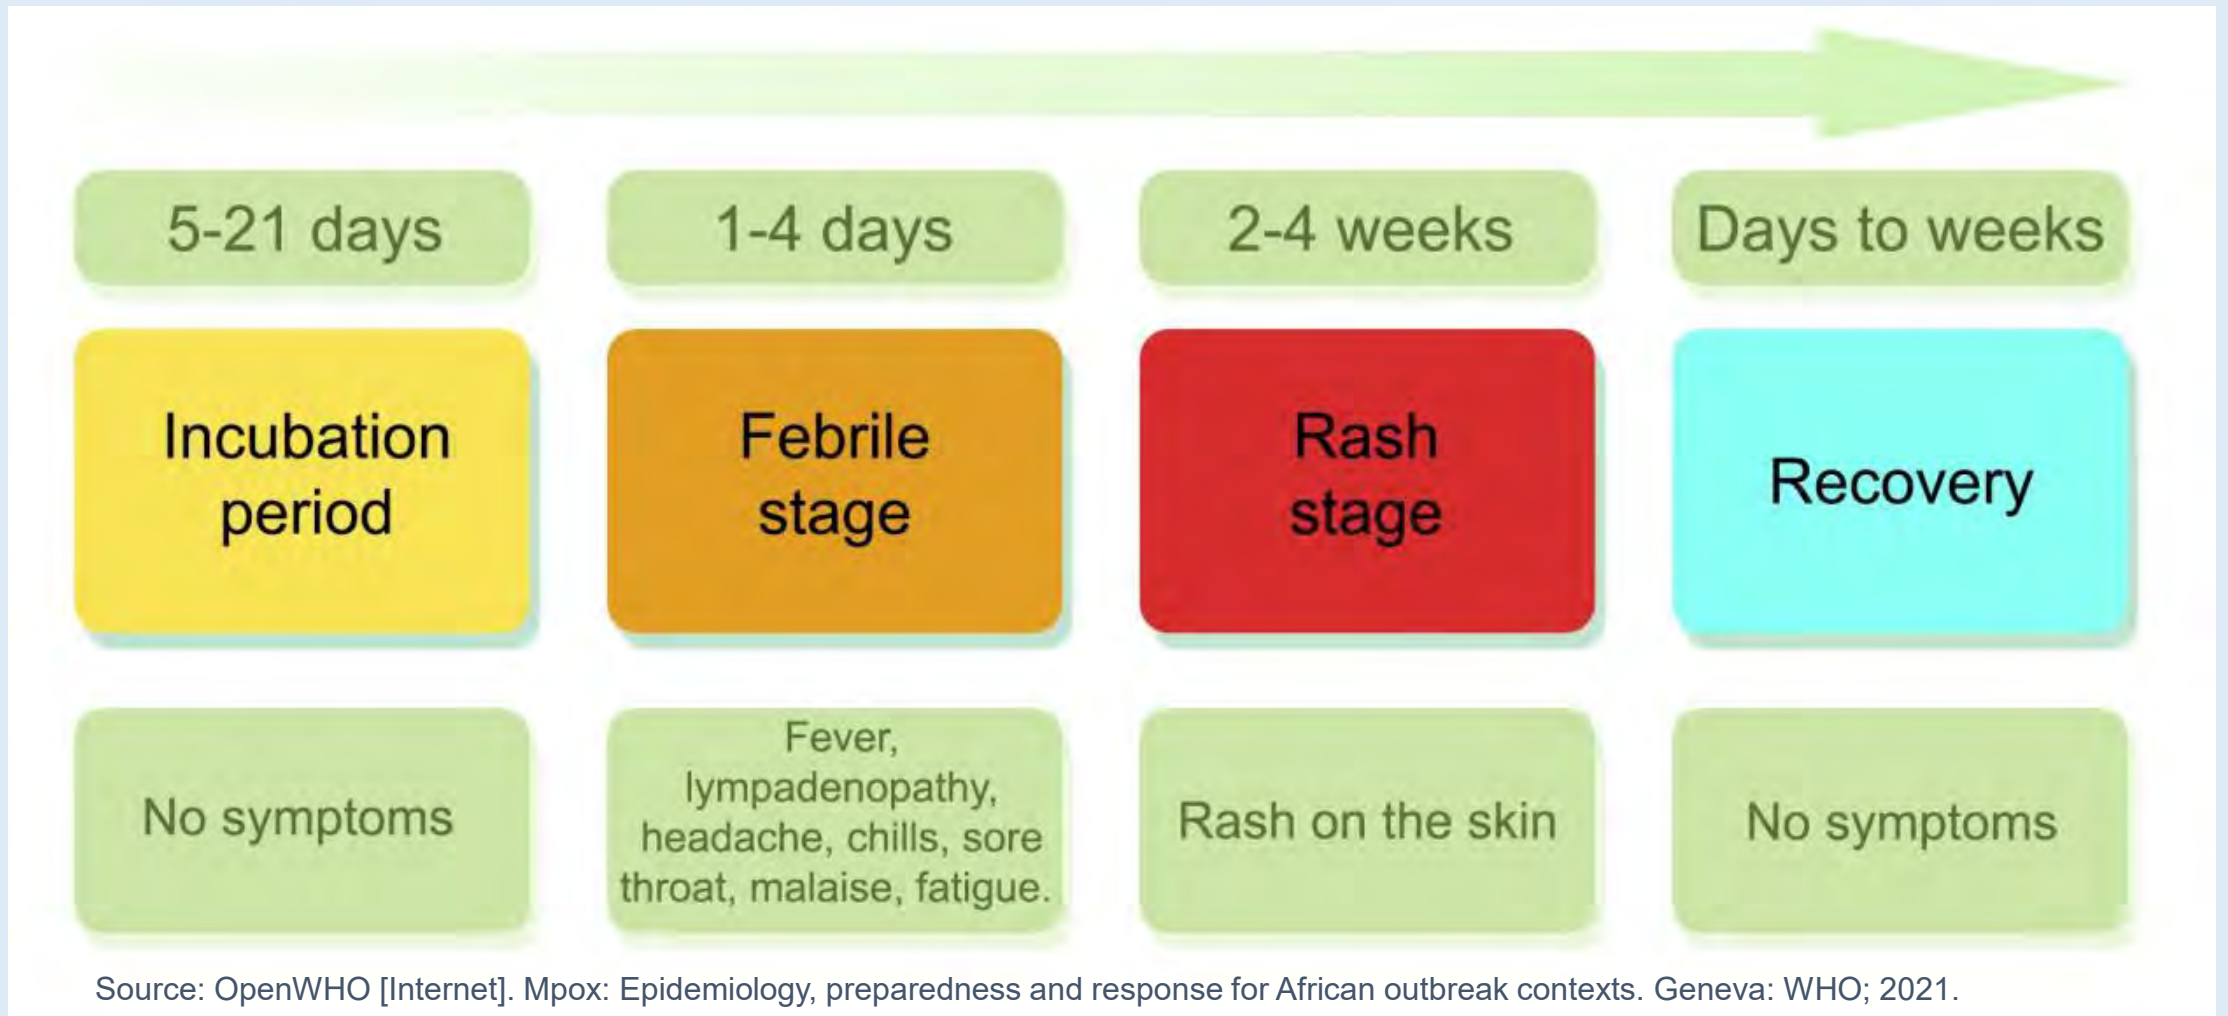 5-21 days
1-4 days
2-4 weeks
Days to weeks
Incubation
period
Febrile
stage
Rash
stage
Recovery
No symptoms
Fever,
lympadenopathy,
headache, chills, sore
throat, malaise, fatigue.
Rash on the skin
No symptoms
Source: OpenWHO [Internet]. Mpox: Epidemiology, preparedness and response for African outbreak contexts. Geneva: WHO; 2021.